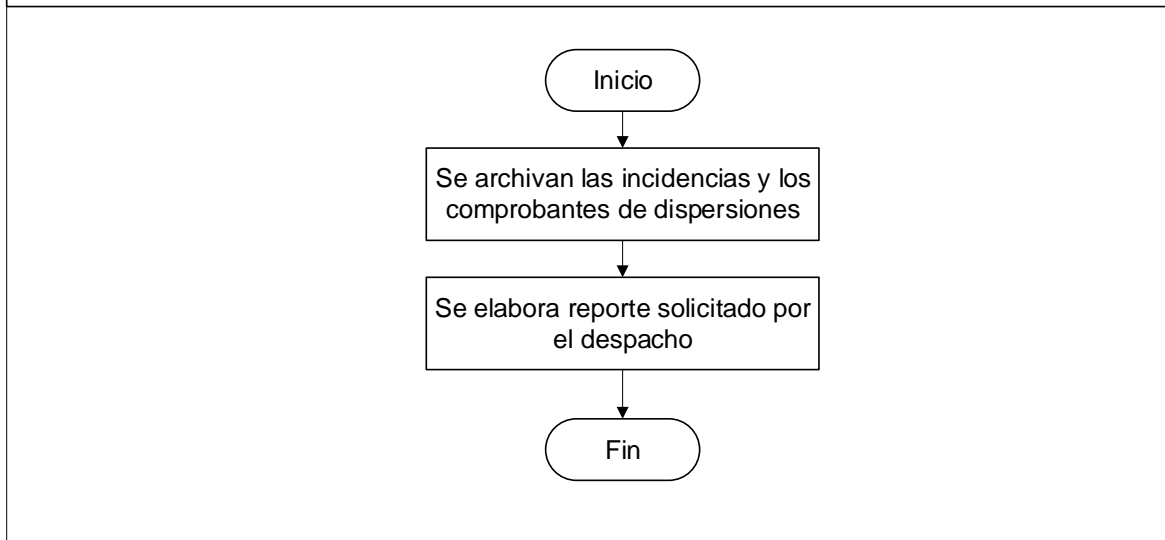 Inicio
Se archivan las incidencias y los
comprobantes de dispersiones
Se elabora reporte solicitado por
el despacho
Fin